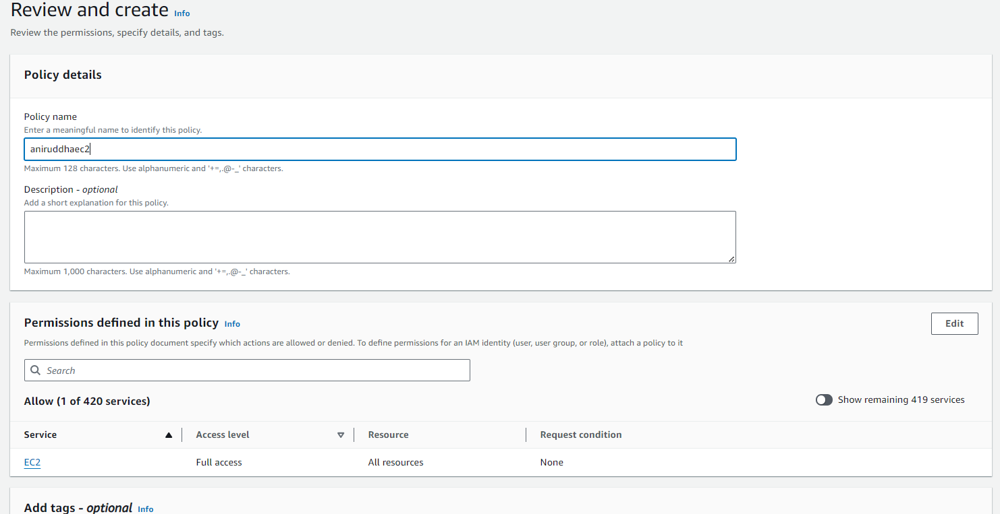 Review and create Info
Review the permissions, specify details, and tags.
Policy details
Policy name
Enter a meaningful name to identify this policy.
aniruddhaec2
Maximum 128 characters. Use alphanumeric and '+=,.@-_' characters.
Description - optional
Add a short explanation for this policy.
Maximum 1,000 characters. Use alphanumeric and '+=,.@-_' characters.
Permissions defined in this policy Info
Edit
Permissions defined in this policy document specify which actions are allowed or denied. To define permissions for an IAM identity (user, user group, or role), attach a policy to it
Search
Allow (1 of 420 services)
Show remaining 419 services
Service Access level Resource Request condition
EC2 Full access All resources None
Add tags - optional Info